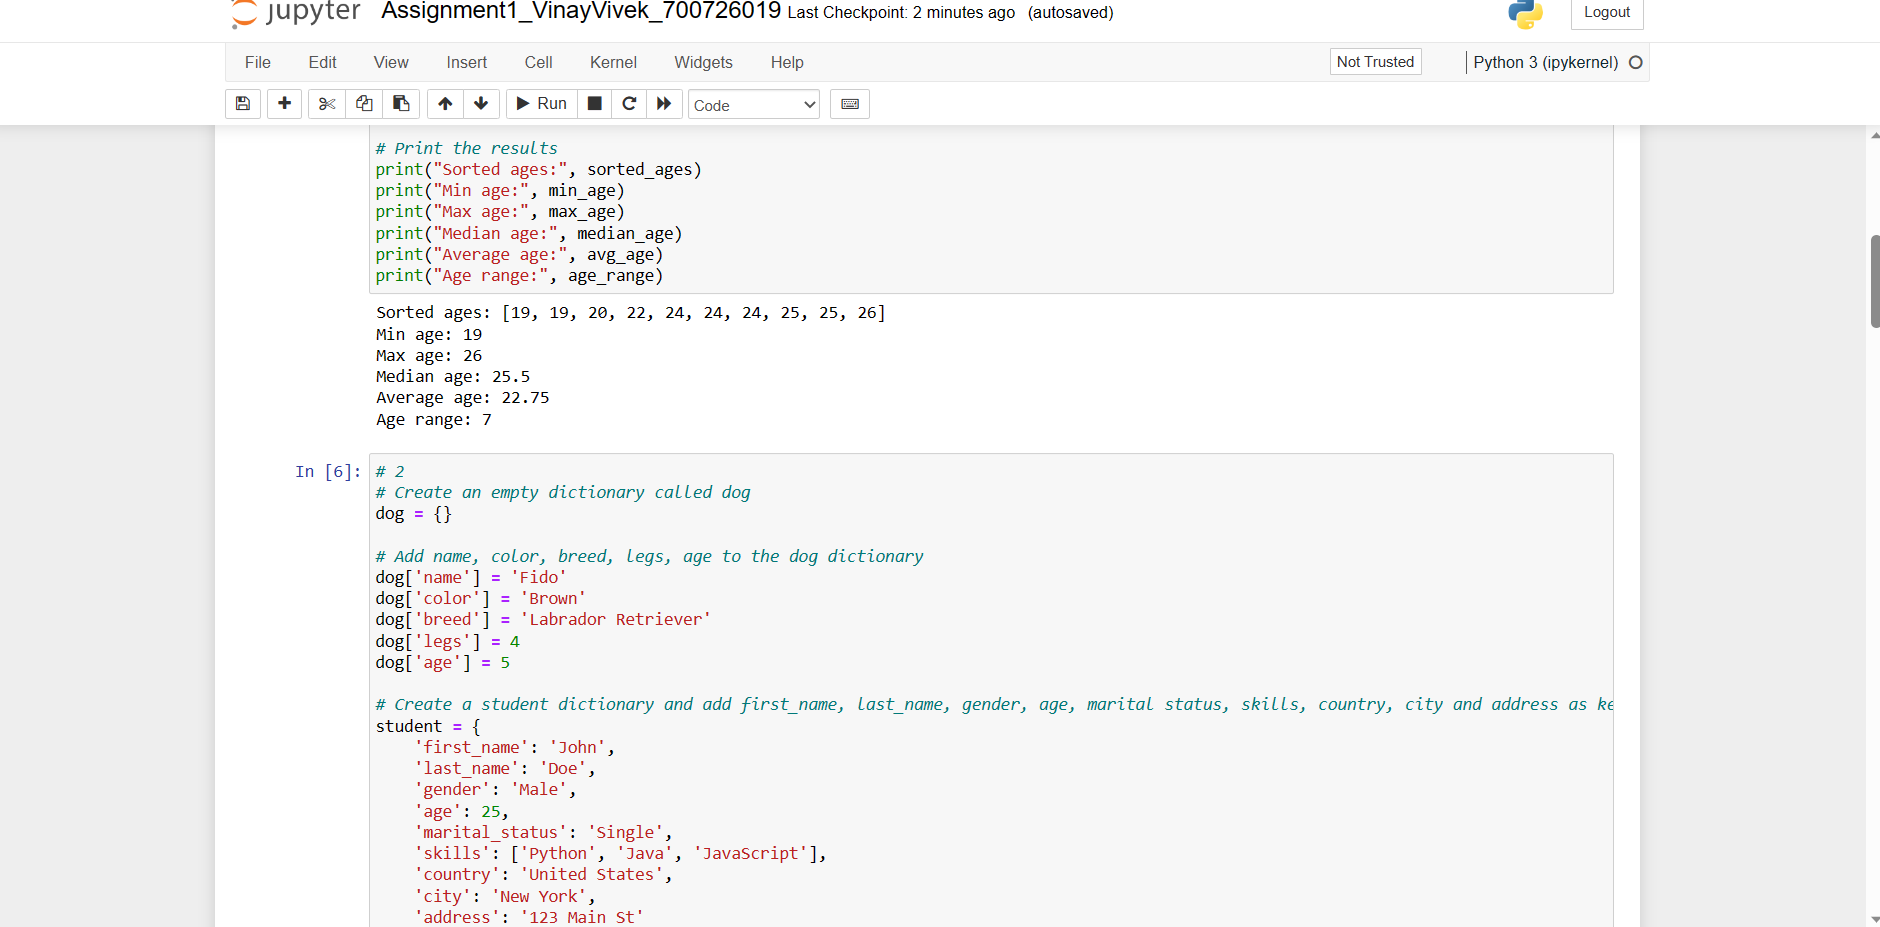 jupyter Assignment1_VinayVivek_700726019 Last Checkpoint: 2 minutes ago (autosaved) Logout
File Edit View Insert Cell Kernel Widgets Help Not Trusted Python 3 (ipykernel)
Run Code
# Print the results
print("Sorted ages:", sorted_ages)
print("Min age:", min_age)
print("Max age:", max_age)
print("Median age:", median_age)
print("Average age:", avg_age)
print("Age range:", age_range)
Sorted ages: [19, 19, 20, 22, 24, 24, 24, 25, 25, 26]
Min age: 19
Max age: 26
Median age: 25.5
Average age: 22.75
Age range: 7
In [6]: # 2
# Create an empty dictionary called dog
dog = {}
# Add name, color, breed, legs, age to the dog dictionary
dog['name'] = 'Fido'
dog['color'] = 'Brown'
dog['breed'] = 'Labrador Retriever'
dog['legs'] = 4
dog['age'] = 5
# Create a student dictionary and add first_name, last_name, gender, age, marital status, skills, country, city and address as ke
student = {
'first_name': 'John',
'last_name': 'Doe',
'gender': 'Male',
'age': 25,
'marital_status': 'Single',
'skills': ['Python', 'Java', 'JavaScript'],
'country': 'United States',
'city': 'New York',
'address': '123 Main St'